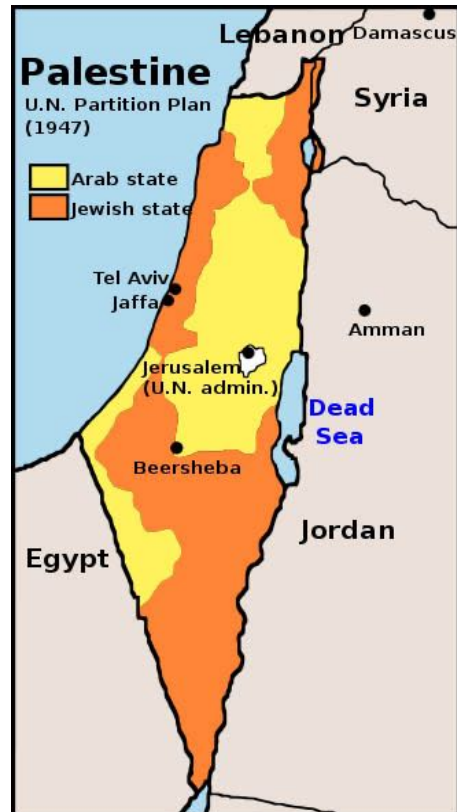 Lebanon
Damascus
Palestine
U.N. Partition Plan
(1947)
Syria
Arab state
Jewish state
Tel Aviv
Jaffa
Amman
Jerusalem
(U.N. admin.)
Dead
Sea
Beersheba
Jordan
Egypt